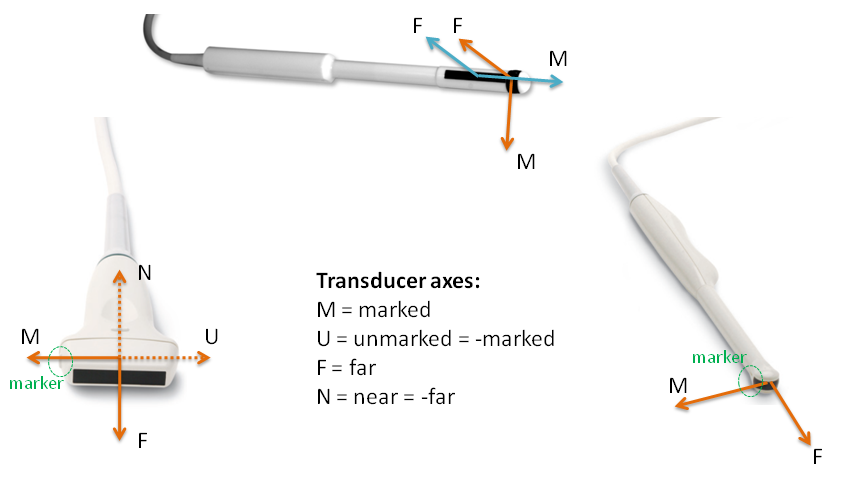 F
F
M
M
N
M
U
marker
F
Transducer axes:
M = marked
U = unmarked = -marked
F = far
N = near = -far
marker
M
F